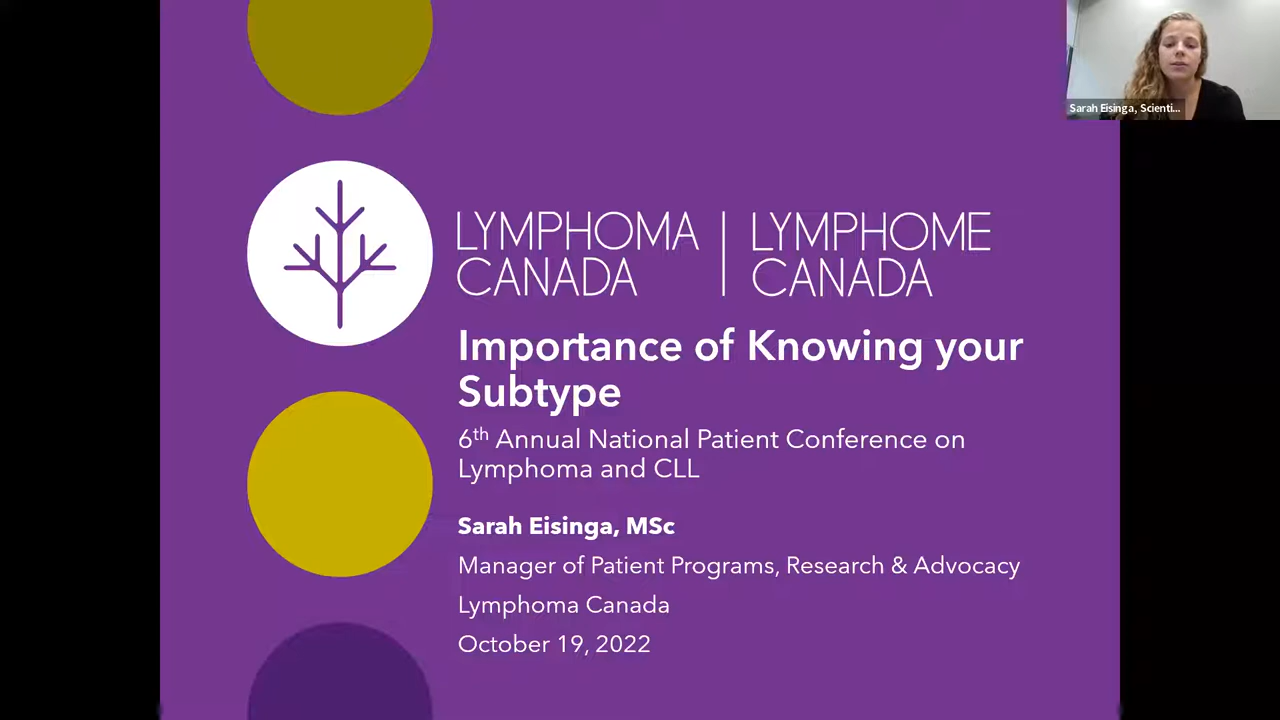 Sarah Eisinga, Scienti...
LYMPHOMA CANADA
LYMPHOME CANADA
Importance of Knowing your
Subtype
6th Annual National Patient Conference on
Lymphoma and CLL
Sarah Eisinga, MSc
Manager of Patient Programs, Research & Advocacy
Lymphoma Canada
October 19, 2022